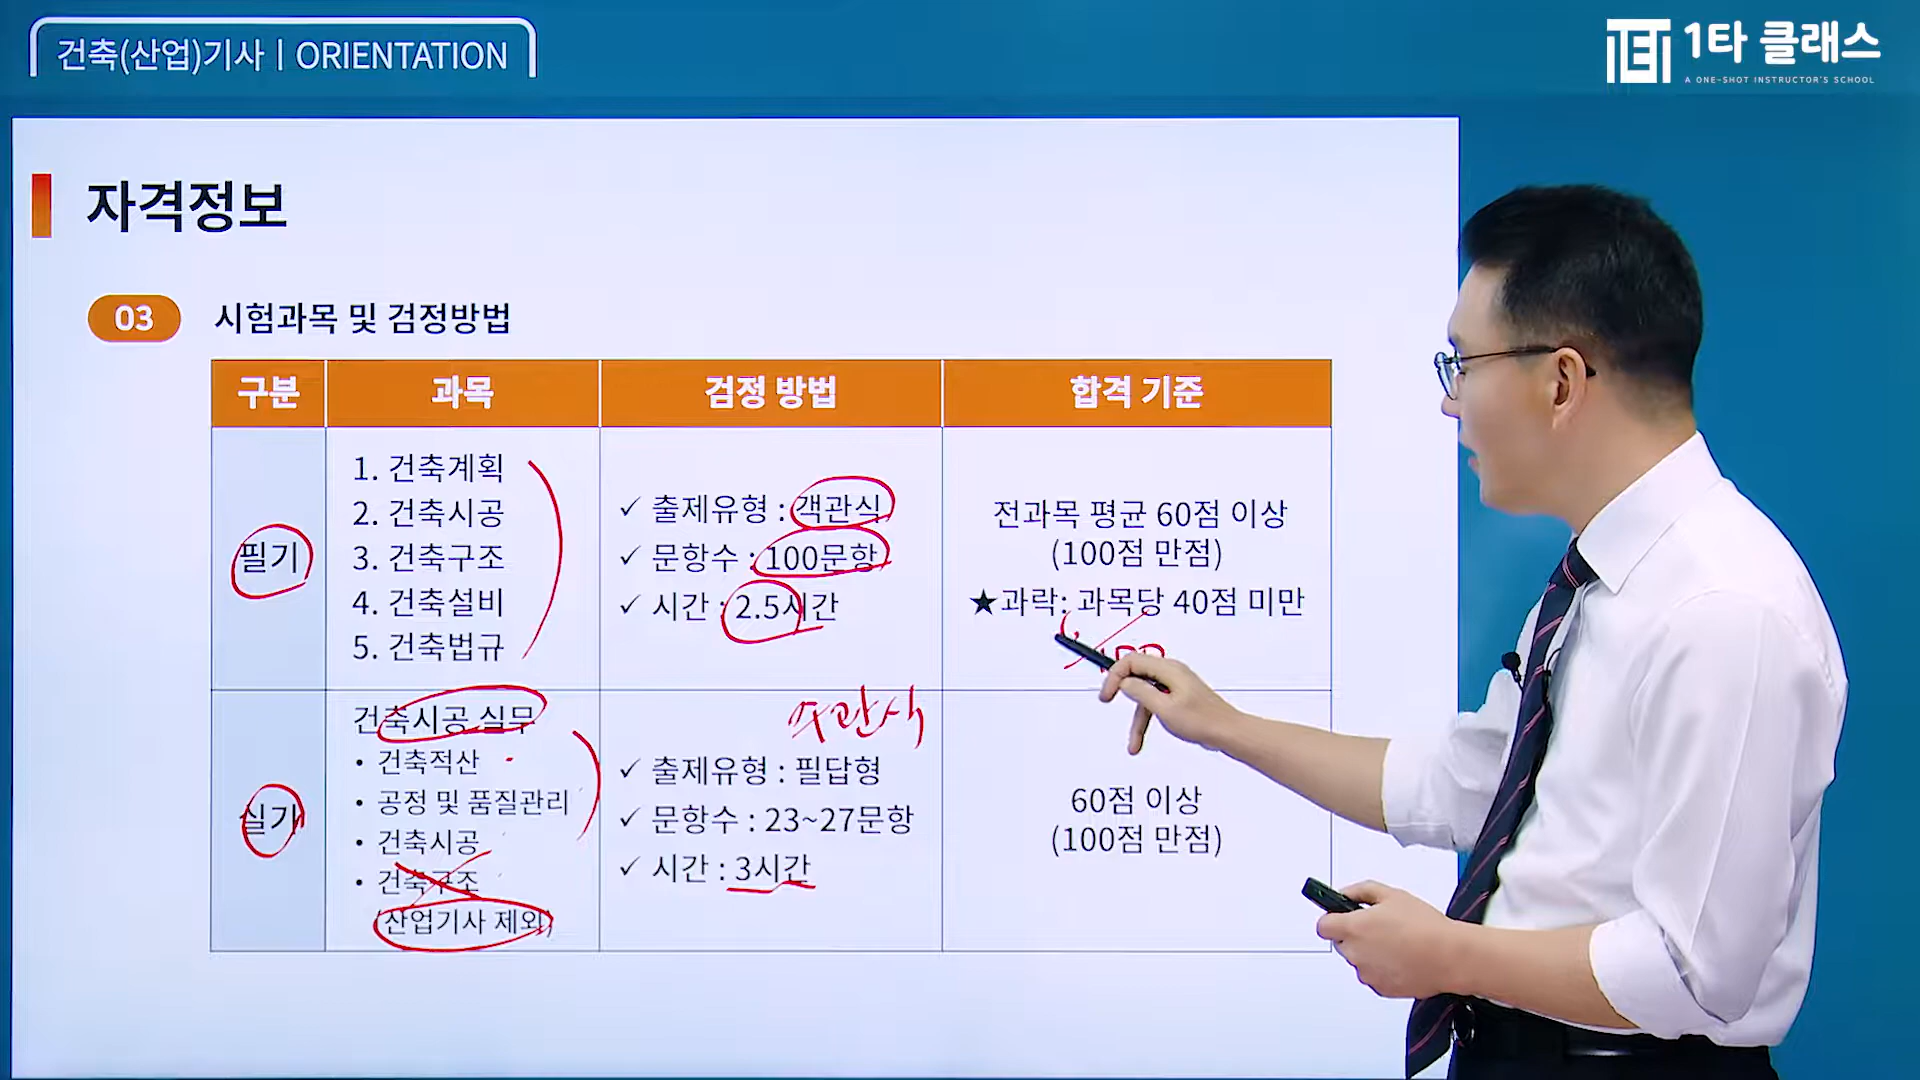 건축(산업)기사 | ORIENTATION
1타 클래스
A ONE-SHOT INSTRUCTOR'S SCHOOL
자격정보
03 시험과목 및 검정방법
구분 과목 검정 방법 합격 기준
필기
1. 건축계획
2. 건축시공
3. 건축구조
4. 건축설비
5. 건축법규
✓ 출제유형 : 객관식
✓ 문항수 : 100문항
✓ 시간 : 2.5시간
전과목 평균 60점 이상
(100점 만점)
★과락: 과목당 40점 미만
실기
건축시공 실무
• 건축적산
• 공정 및 품질관리
• 건축시공
• 건축구조
(산업기사 제외)
✓ 출제유형 : 필답형
✓ 문항수 : 23~27문항
✓ 시간 : 3시간
60점 이상
(100점 만점)